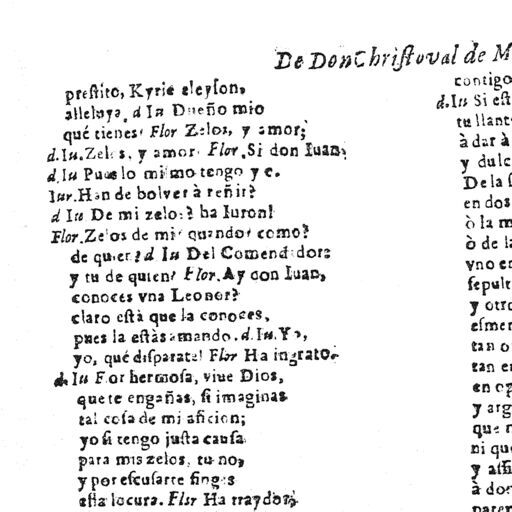 De Don Christoval de M
prestito, Kyrie eleyson,
alleluya. d Iu Dueño mio
qué tienes? Flor Zelos, y amor;
d.Iu. Zelos, y amor. Flor. Si don Iuan,
d.Iu Pues lo mismo tengo yo.
Iur. Han de bolver à reñir?
d Iu De mi zelos? ha Iuron!
Flor. Zelos de mi? quando? como?
de quien? d Iu Del Comendador:
y tu de quien? Flor. Ay don Iuan,
conoces vna Leonor?
claro està que la conoces,
pues la estàs amando. d.Iu. Yo,
yo, qué disparate! Flor Ha ingrato.
d. Iu Flor hermosa, viue Dios,
que te engañas, si imaginas
tal cosa de mi aficion;
yo si tengo justa causa
para mis zelos, tu no,
y por escusarte finges
esta locura. Flor Ha traydor,
contigo
d.Iu Si est
tu llant
à dar à
y dulc
De la s
en dos
ò la m
ò de la
vno en
sepult
y otro
esmer
tan o
tan en
en op
y arg
que n
ni que
y assi
à don